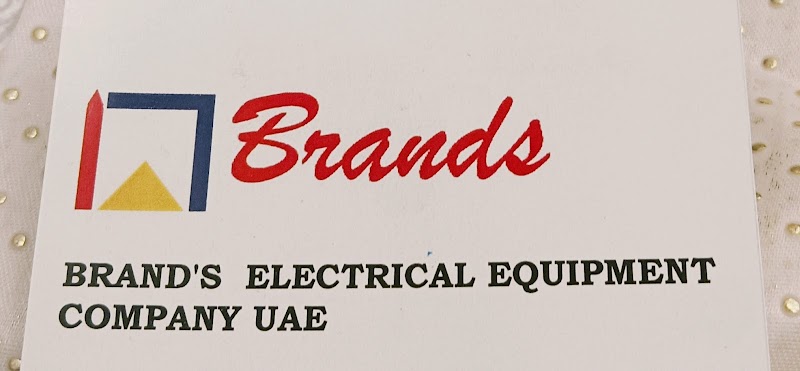 Brands
BRAND'S ELECTRICAL EQUIPMENT
COMPANY UAE